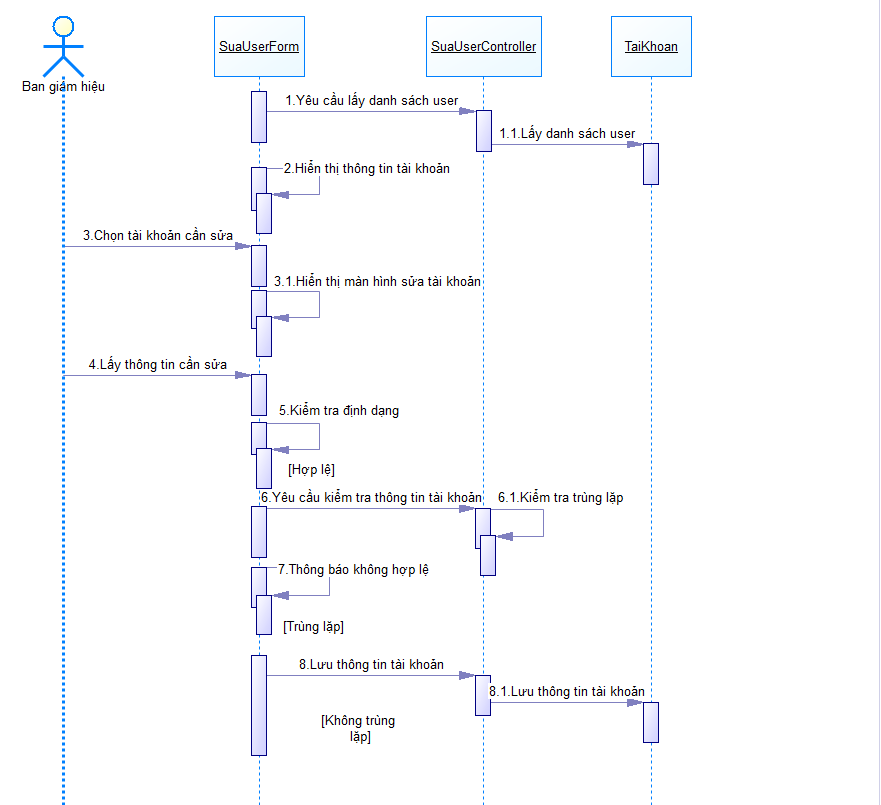 SuaUserForm
SuaUserController
TaiKhoan
Ban giám hiệu
1.Yêu cầu lấy danh sách user
1.1.Lấy danh sách user
2.Hiển thị thông tin tài khoản
3.Chọn tài khoản cần sửa
3.1.Hiển thị màn hình sửa tài khoản
4.Lấy thông tin cần sửa
5.Kiểm tra định dạng
[Hợp lệ]
6.Yêu cầu kiểm tra thông tin tài khoản
6.1.Kiểm tra trùng lặp
7.Thông báo không hợp lệ
[Trùng lặp]
8.Lưu thông tin tài khoản
8.1.Lưu thông tin tài khoản
[Không trùng
lặp]